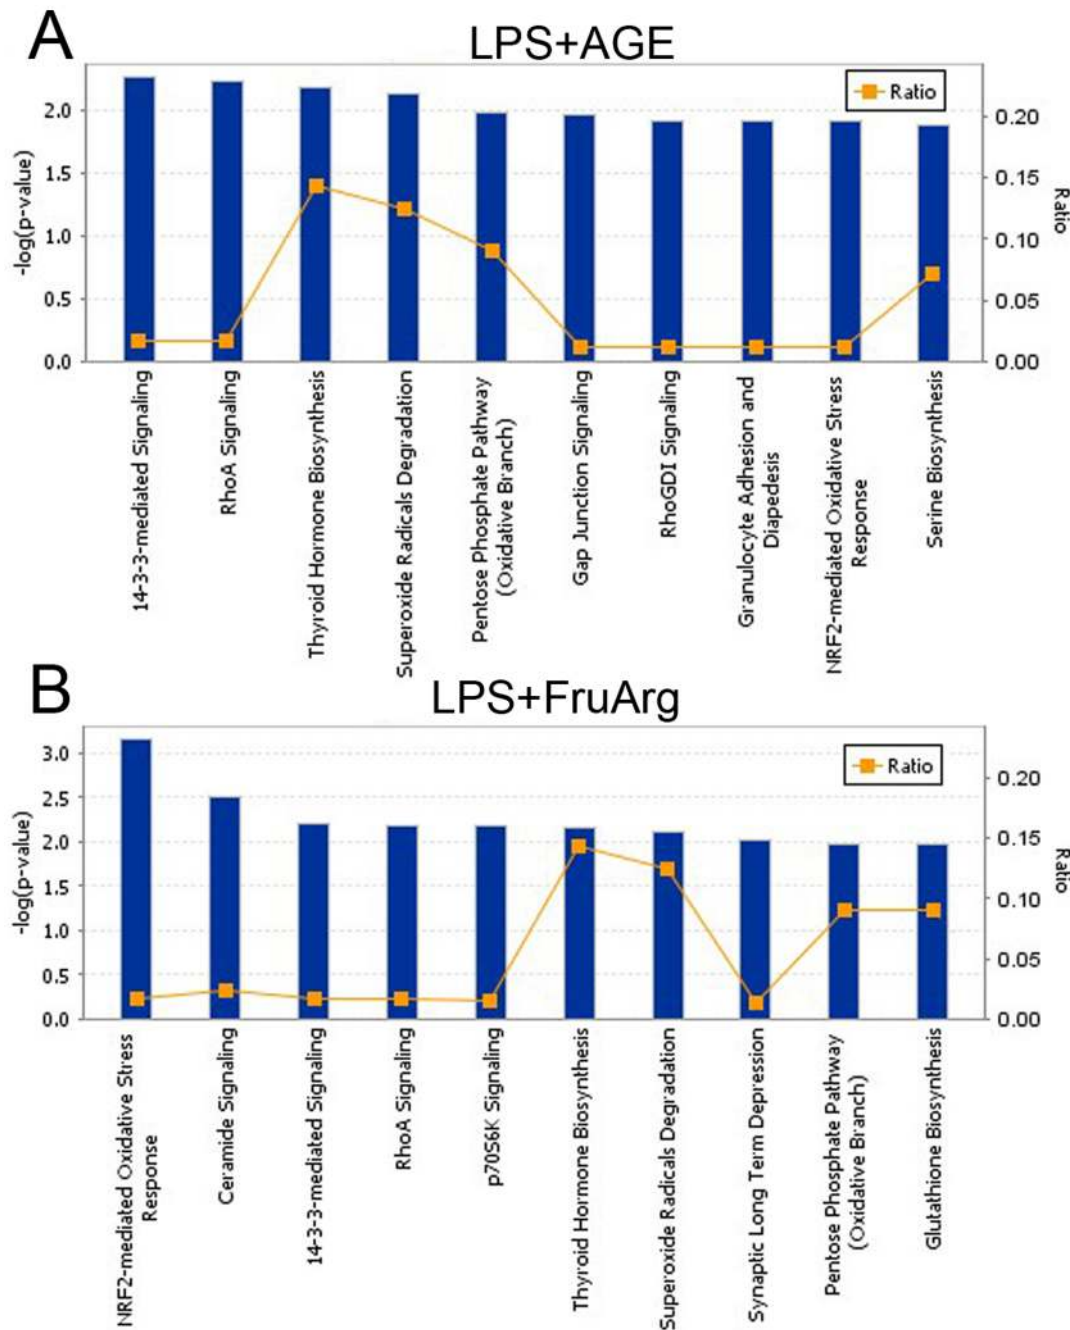 A
LPS+AGE
Ratio
2.0
1.5
1.0
0.5
0.0
-log(p-value)
0.20
0.15
0.10
0.05
0.00
Ratio
14-3-3-mediated Signaling
RhoA Signaling
Thyroid Hormone Biosynthesis
Superoxide Radicals Degradation
Pentose Phosphate Pathway
(Oxidative Branch)
Gap Junction Signaling
RhoGDI Signaling
Granulocyte Adhesion and
Diapedesis
NRF2-mediated Oxidative Stress
Response
Serine Biosynthesis
B
LPS+FruArg
Ratio
3.0
2.5
2.0
1.5
1.0
0.5
0.0
-log(p-value)
0.20
0.15
0.10
0.05
0.00
Ratio
NRF2-mediated Oxidative Stress
Response
Ceramide Signaling
14-3-3-mediated Signaling
RhoA Signaling
p70S6K Signaling
Thyroid Hormone Biosynthesis
Superoxide Radicals Degradation
Synaptic Long Term Depression
Pentose Phosphate Pathway
(Oxidative Branch)
Glutathione Biosynthesis